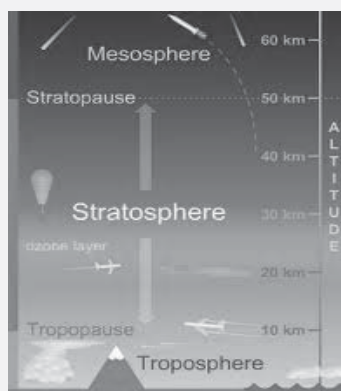 60 km
Mesosphere
Stratopause
50 km
40 km
Stratosphere
30 km
ozone layer
20 km
Tropopause
10 km
Troposphere
ALTITUDE